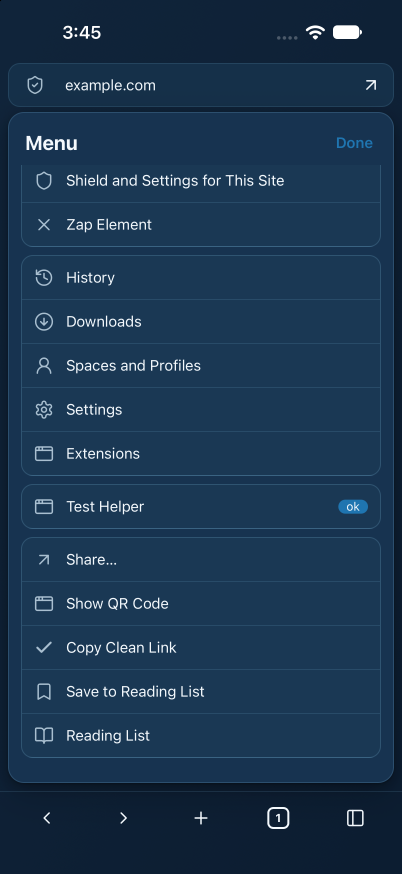 3:45
example.com
Menu
Done
Shield and Settings for This Site
Zap Element
History
Downloads
Spaces and Profiles
Settings
Extensions
Test Helper
ok
Share...
Show QR Code
Copy Clean Link
Save to Reading List
Reading List
1